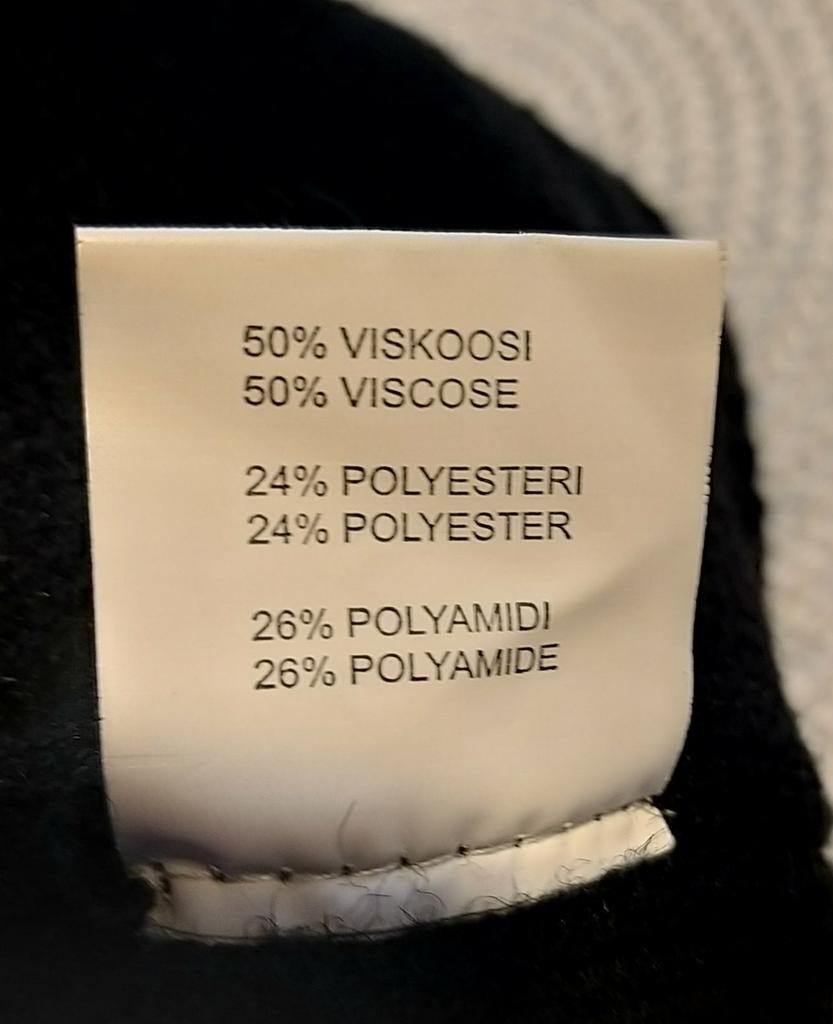 50% VISKOOSI
50% VISCOSE
24% POLYESTERI
24% POLYESTER
26% POLYAMIDI
26% POLYAMIDE